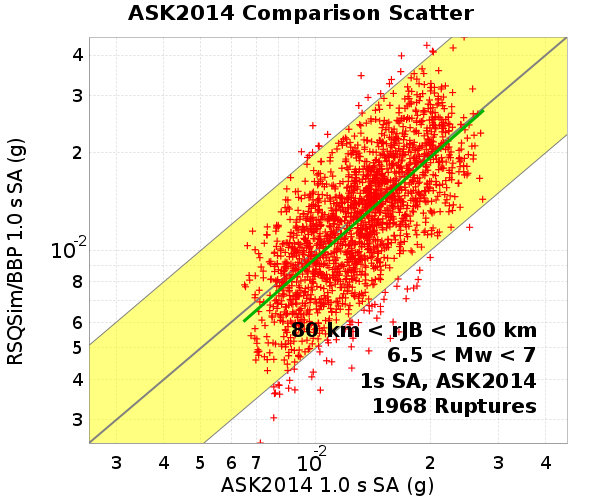 ASK2014 Comparison Scatter
RSQSim/BBP 1.0 s SA (g)
4
3
2
10-2
8
6
5
4
3
80 km < rJB < 160 km
6.5 < Mw < 7
1s SA, ASK2014
1968 Ruptures
3 4 5 6 7 10-2 2 3 4
ASK2014 1.0 s SA (g)